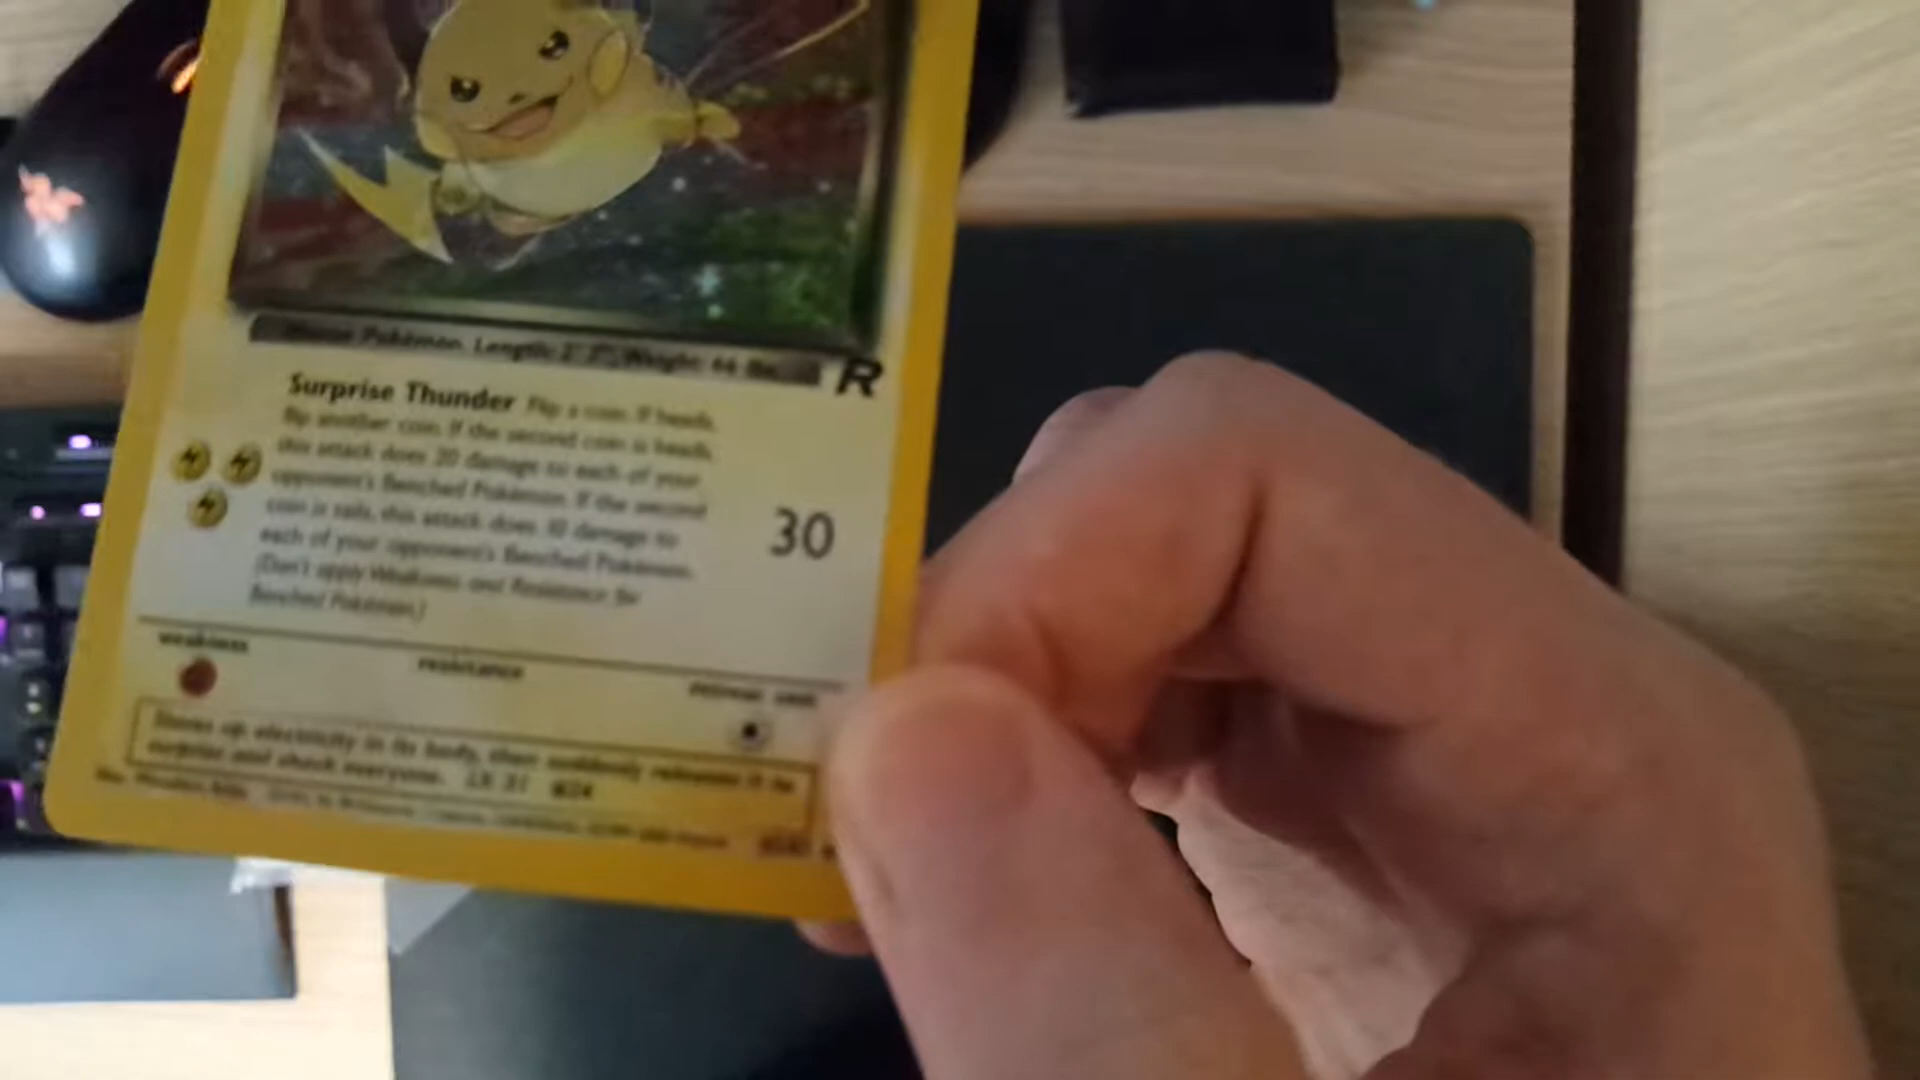 Mouse Pokémon. Length: 2' 7", Weight: 66 lbs.
R
Surprise Thunder Flip a coin. If heads,
flip another coin. If the second coin is heads,
this attack does 20 damage to each of your
opponent's Benched Pokémon. If the second
coin is tails, this attack does 10 damage to
each of your opponent's Benched Pokémon.
(Don't apply Weakness and Resistance for
Benched Pokémon.)
30
weakness
resistance
retreat cost
Stores up electricity in its body, then suddenly releases it to
surprise and shock everyone. LV. 31 #26